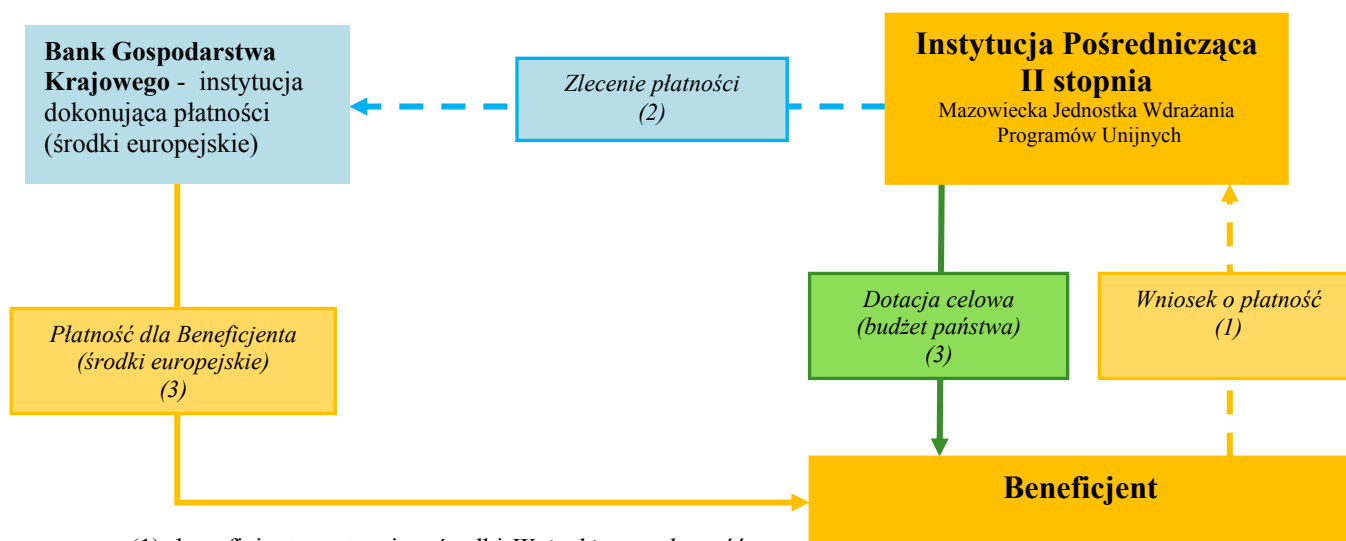 Bank Gospodarstwa
Krajowego - instytucja
dokonująca płatności
(środki europejskie)
Zlecenie płatności
(2)
Instytucja Pośrednicząca
II stopnia
Mazowiecka Jednostka Wdrażania
Programów Unijnych
Płatność dla Beneficjenta
(środki europejskie)
(3)
Dotacja celowa
(budżet państwa)
(3)
Wniosek o płatność
(1)
Beneficjent